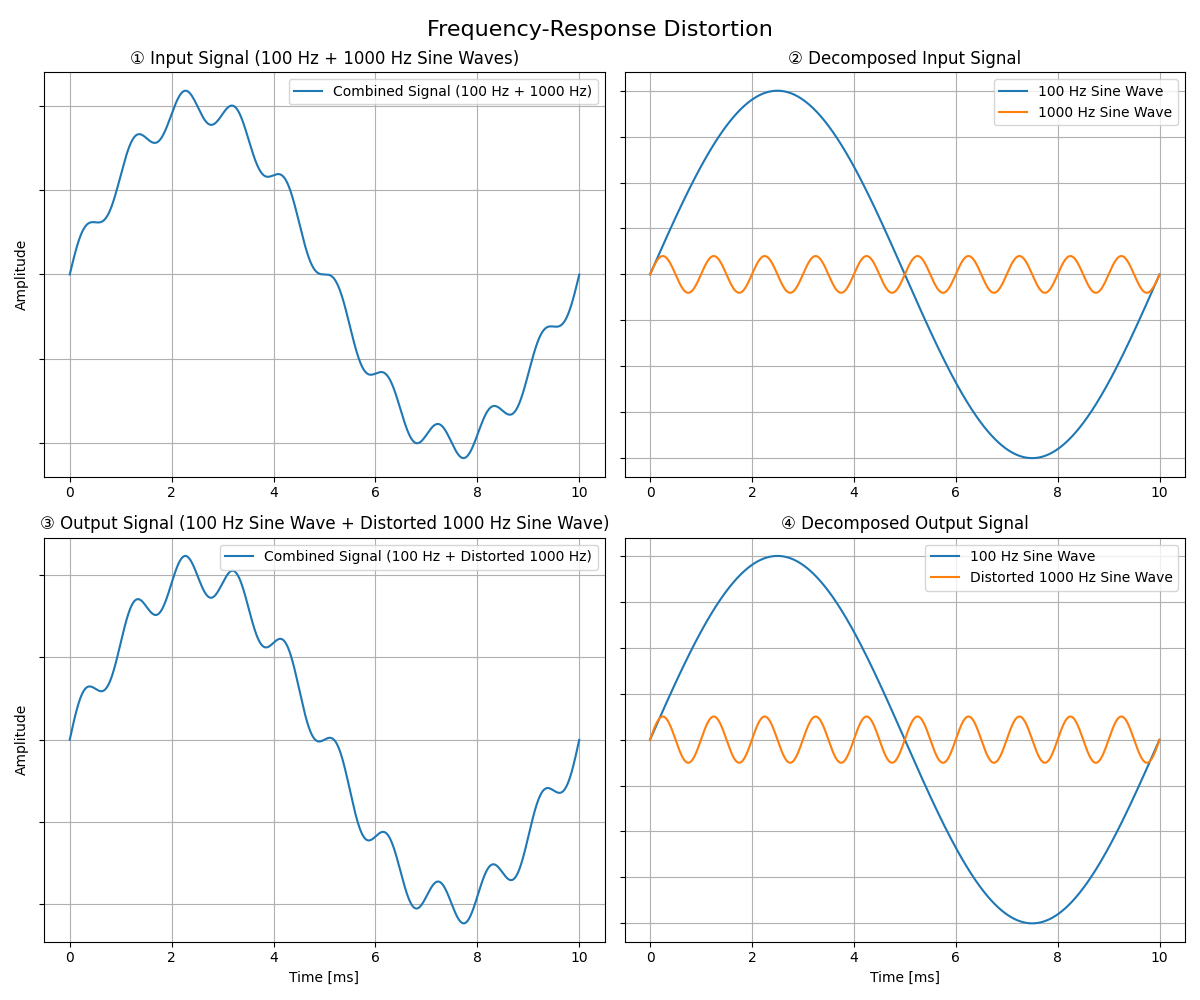 Frequency-Response Distortion
① Input Signal (100 Hz + 1000 Hz Sine Waves)
Combined Signal (100 Hz + 1000 Hz)
Amplitude
0 2 4 6 8 10
② Decomposed Input Signal
100 Hz Sine Wave
1000 Hz Sine Wave
0 2 4 6 8 10
③ Output Signal (100 Hz Sine Wave + Distorted 1000 Hz Sine Wave)
Combined Signal (100 Hz + Distorted 1000 Hz)
Amplitude
0 2 4 6 8 10
Time [ms]
④ Decomposed Output Signal
100 Hz Sine Wave
Distorted 1000 Hz Sine Wave
0 2 4 6 8 10
Time [ms]